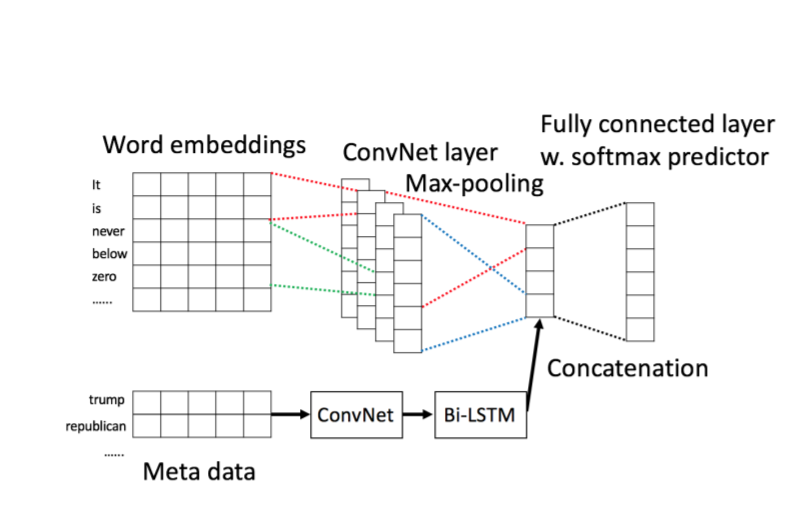 Word embeddings
It
is
never
below
zero
......
ConvNet layer
Max-pooling
Fully connected layer
w. softmax predictor
Concatenation
trump
republican
......
Meta data
ConvNet
Bi-LSTM